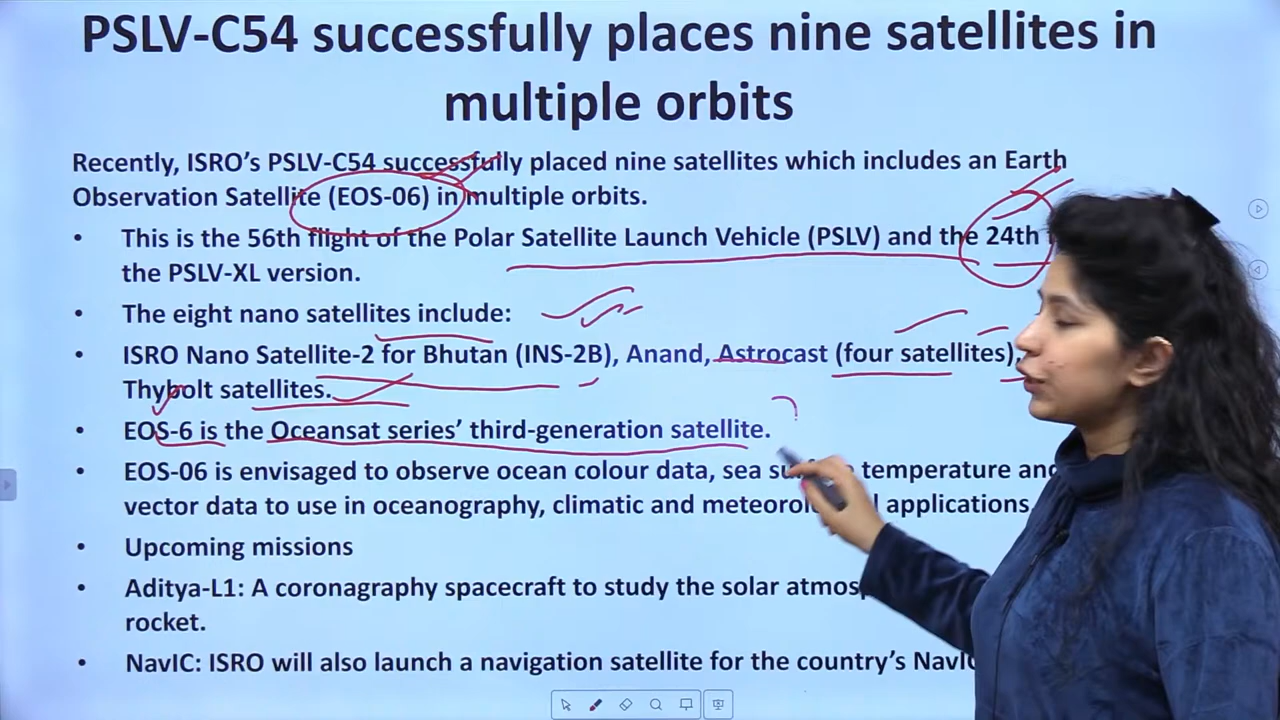 PSLV-C54 successfully places nine satellites in
multiple orbits
Recently, ISRO's PSLV-C54 successfully placed nine satellites which includes an Earth
Observation Satellite (EOS-06) in multiple orbits.
• This is the 56th flight of the Polar Satellite Launch Vehicle (PSLV) and the 24th
the PSLV-XL version.
• The eight nano satellites include:
• ISRO Nano Satellite-2 for Bhutan (INS-2B), Anand, Astrocast (four satellites),
Thybolt satellites.
• EOS-6 is the Oceansat series' third-generation satellite.
• EOS-06 is envisaged to observe ocean colour data, sea temperature and
vector data to use in oceanography, climatic and applications.
• Upcoming missions
• Aditya-L1: A coronagraphy spacecraft to study the solar
rocket.
• NavIC: ISRO will also launch a navigation satellite for the country's